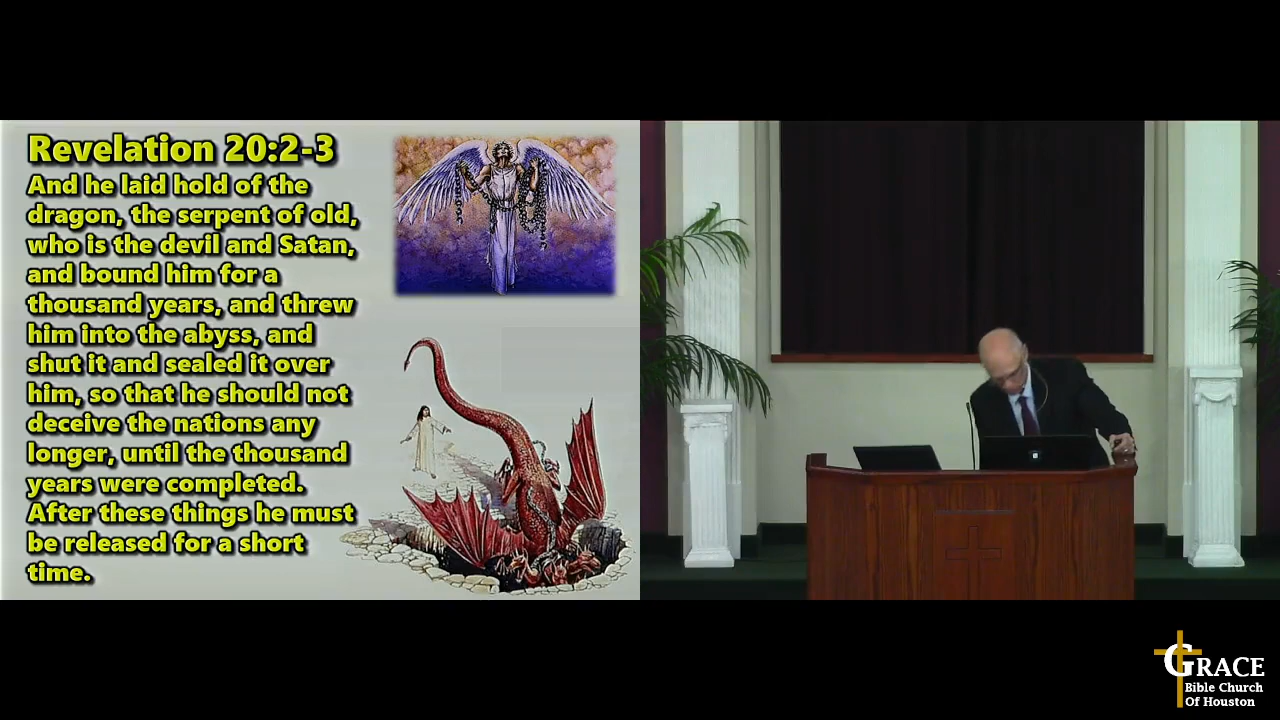 Revelation 20:2-3
And he laid hold of the
dragon, the serpent of old,
who is the devil and Satan,
and bound him for a
thousand years, and threw
him into the abyss, and
shut it and sealed it over
him, so that he should not
deceive the nations any
longer, until the thousand
years were completed.
After these things he must
be released for a short
time.
GRACE
Bible Church
Of Houston